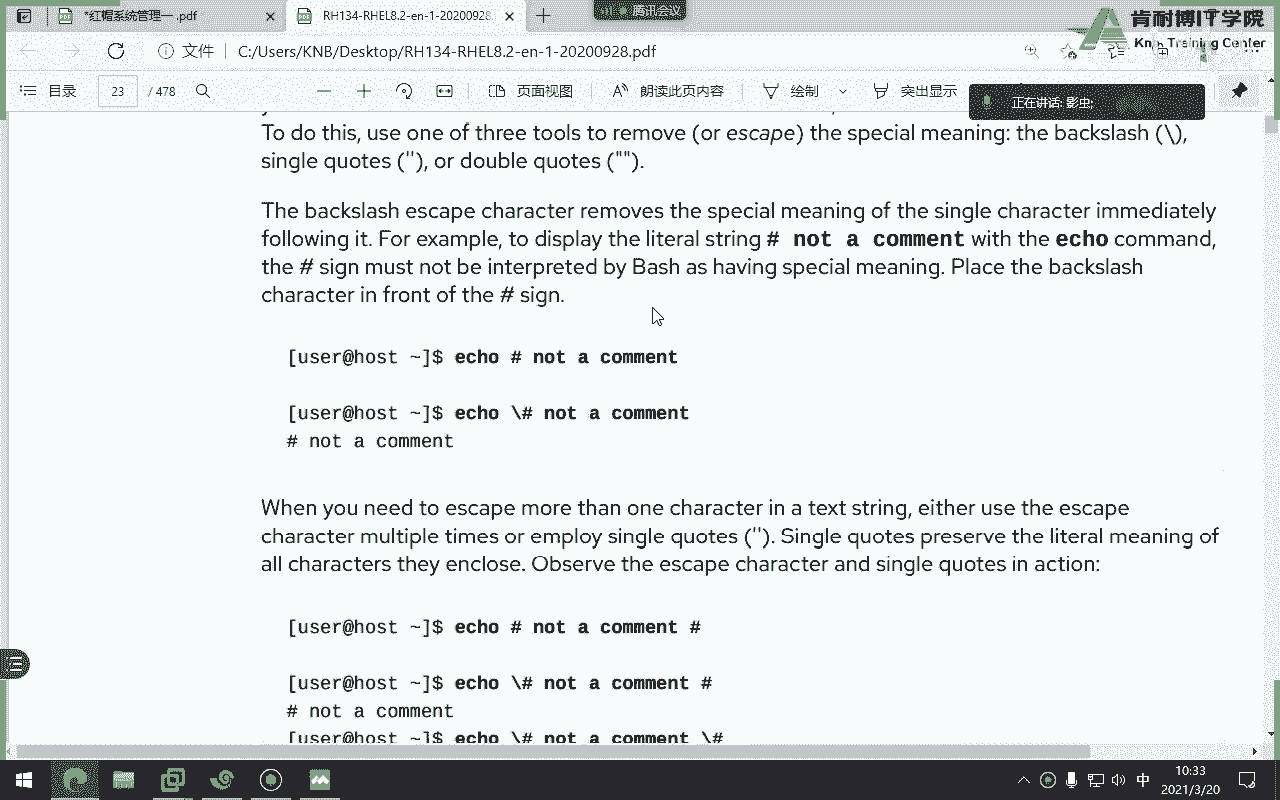 *红帽系统管理一 .pdf
RH134-RHEL8.2-en-1-20200928.
腾讯会议
肯耐博IT学院
Knb Training Center
文件
C:/Users/KNB/Desktop/RH134-RHEL8.2-en-1-20200928.pdf
目录
23
/ 478
页面视图
朗读此页内容
绘制
突出显示
正在讲话: 影虫;
To do this, use one of three tools to remove (or escape) the special meaning: the backslash (\),
single quotes (''), or double quotes ("").
The backslash escape character removes the special meaning of the single character immediately
following it. For example, to display the literal string # not a comment with the echo command,
the # sign must not be interpreted by Bash as having special meaning. Place the backslash
character in front of the # sign.
[user@host ~]$ echo # not a comment
[user@host ~]$ echo \# not a comment
# not a comment
When you need to escape more than one character in a text string, either use the escape
character multiple times or employ single quotes (''). Single quotes preserve the literal meaning of
all characters they enclose. Observe the escape character and single quotes in action:
[user@host ~]$ echo # not a comment #
[user@host ~]$ echo \# not a comment #
# not a comment
[user@host ~]$ echo \# not a comment \#
中
10:33
2021/3/20